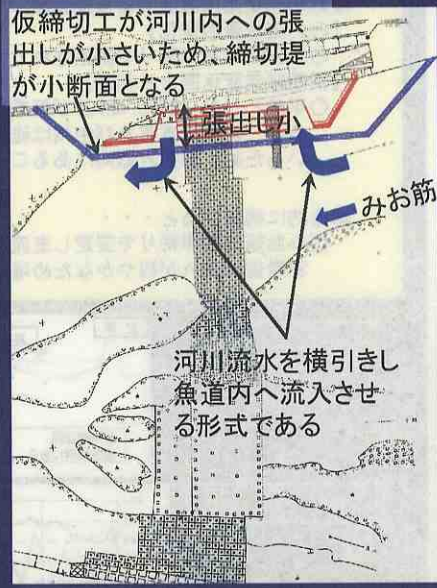 仮締切工が河川内への張
出しが小さいため、締切堤
が小断面となる
張出し小
みお筋
河川流水を横引きし
魚道内へ流入させ
る形式である